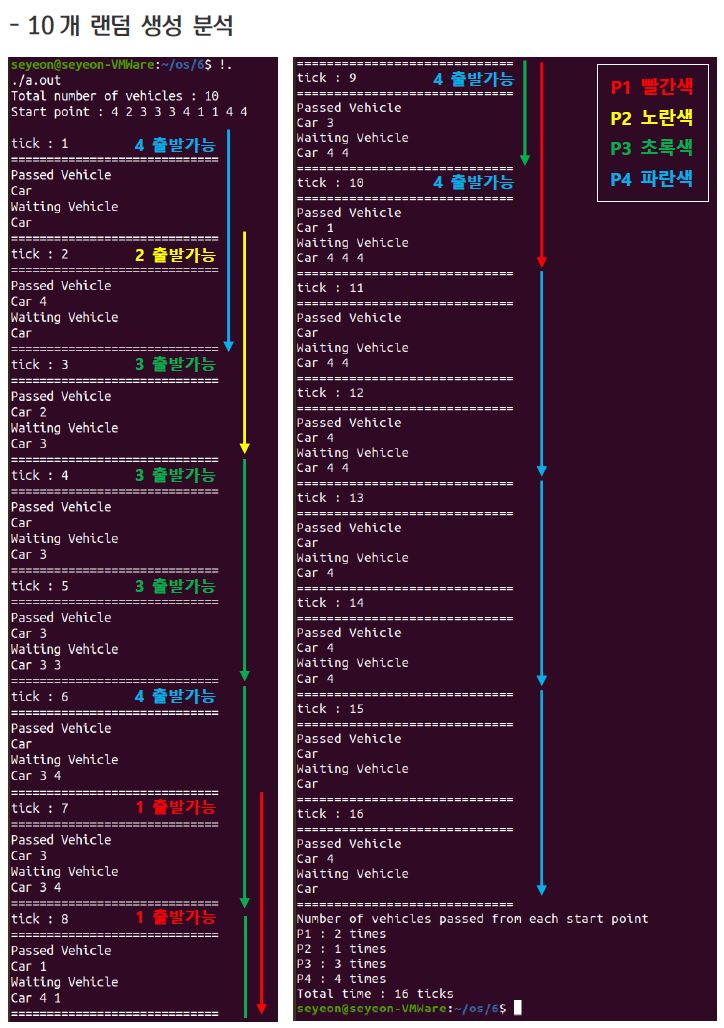 - 10개 랜덤 생성 분석
seyeon@seyeon-VMWare:~/os/6$ !.
./a.out
Total number of vehicles : 10
Start point : 4 2 3 3 3 4 1 1 4 4
tick : 1 4 출발가능
============================
Passed Vehicle
Car
Waiting Vehicle
Car
============================
tick : 2 2 출발가능
============================
Passed Vehicle
Car 4
Waiting Vehicle
Car
============================
tick : 3 3 출발가능
============================
Passed Vehicle
Car 2
Waiting Vehicle
Car 3
============================
tick : 4 3 출발가능
============================
Passed Vehicle
Car
Waiting Vehicle
Car 3
============================
tick : 5 3 출발가능
============================
Passed Vehicle
Car 3
Waiting Vehicle
Car 3 3
============================
tick : 6 4 출발가능
============================
Passed Vehicle
Car
Waiting Vehicle
Car 3 4
============================
tick : 7 1 출발가능
============================
Passed Vehicle
Car 3
Waiting Vehicle
Car 3 4
============================
tick : 8 1 출발가능
============================
Passed Vehicle
Car 1
Waiting Vehicle
Car 4 1
============================
============================
tick : 9 4 출발가능
============================
Passed Vehicle
Car 3
Waiting Vehicle
Car 4 4
============================
tick : 10 4 출발가능
============================
Passed Vehicle
Car 1
Waiting Vehicle
Car 4 4 4
============================
tick : 11
============================
Passed Vehicle
Car
Waiting Vehicle
Car 4 4
============================
tick : 12
============================
Passed Vehicle
Car 4
Waiting Vehicle
Car 4 4
============================
tick : 13
============================
Passed Vehicle
Car
Waiting Vehicle
Car 4
============================
tick : 14
============================
Passed Vehicle
Car 4
Waiting Vehicle
Car 4
============================
tick : 15
============================
Passed Vehicle
Car
Waiting Vehicle
Car
============================
tick : 16
============================
Passed Vehicle
Car 4
Waiting Vehicle
Car
============================
Number of vehicles passed from each start point
P1 : 2 times
P2 : 1 times
P3 : 3 times
P4 : 4 times
Total time : 16 ticks
seyeon@seyeon-VMWare:~/os/6$
P1 빨간색
P2 노란색
P3 초록색
P4 파란색